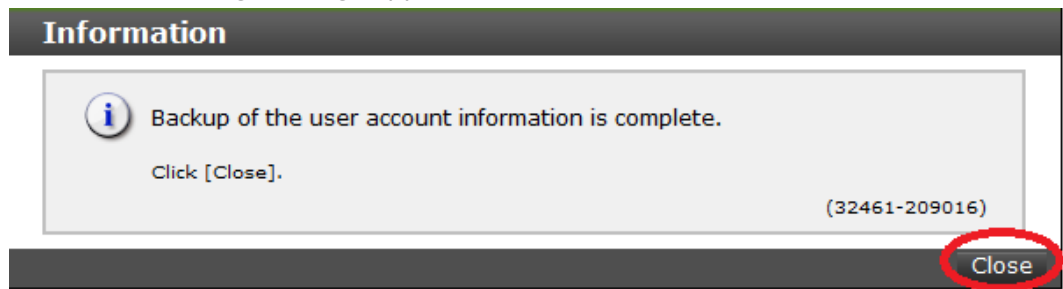 Information
Backup of the user account information is complete.
Click [Close].
(32461-209016)
Close